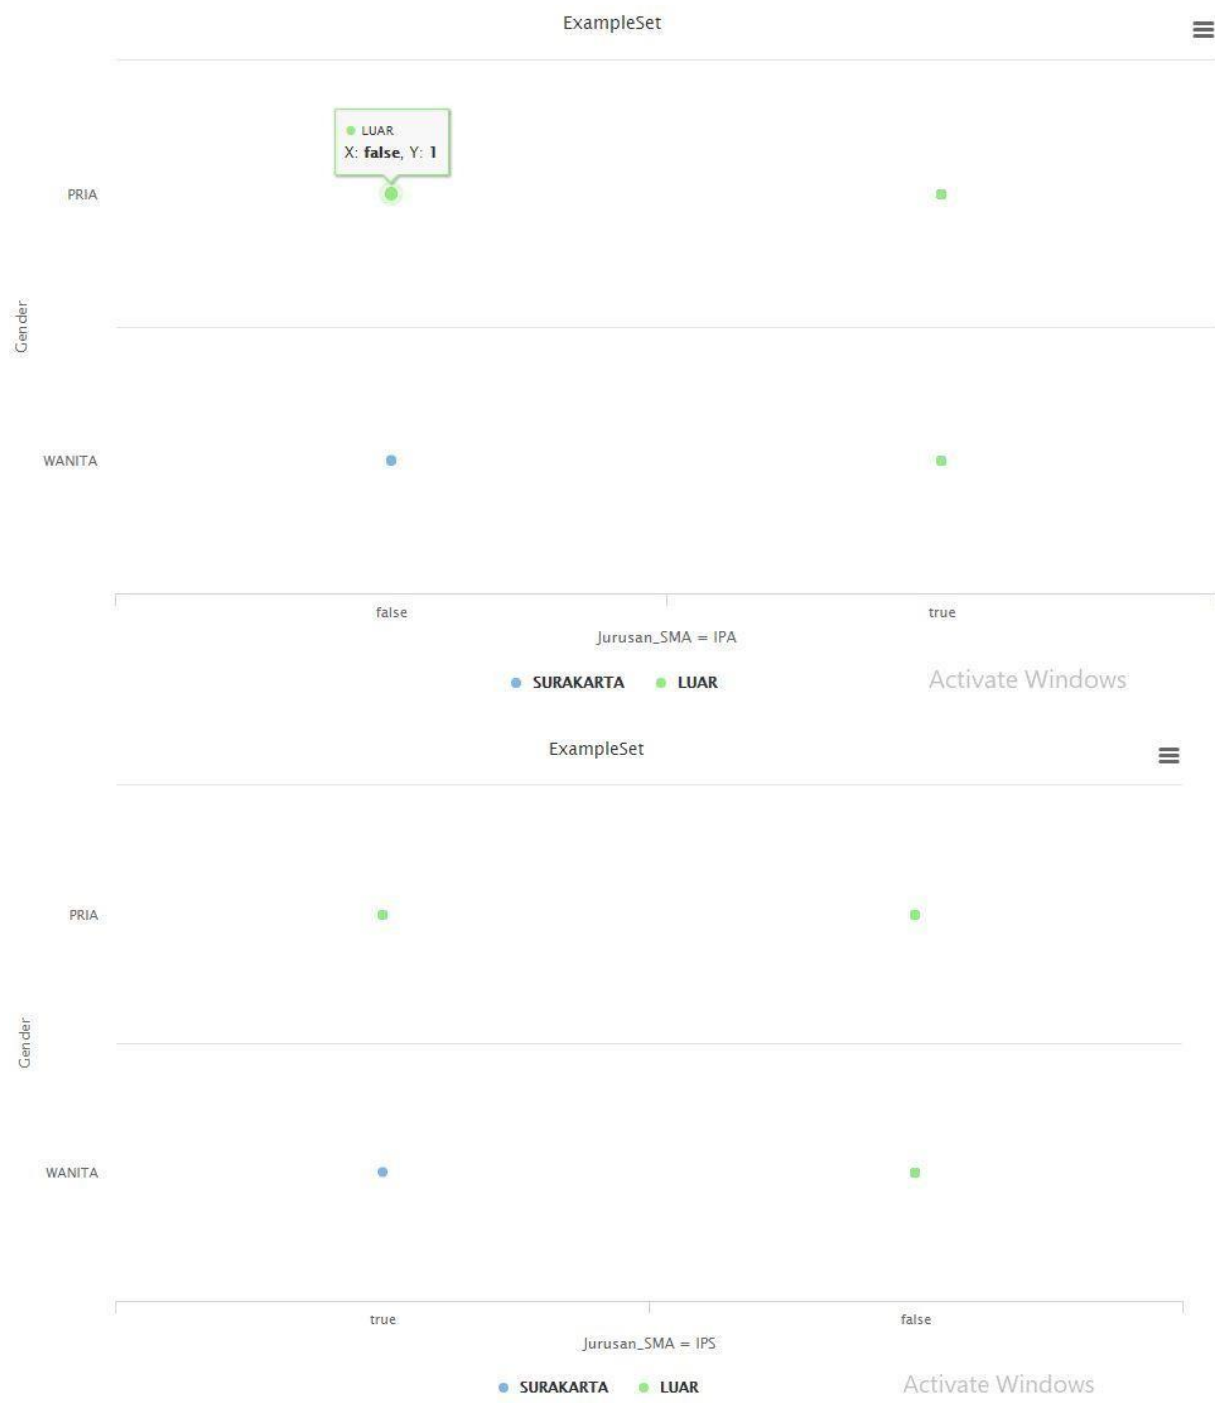 ExampleSet
LUAR
X: false, Y: 1
PRIA
Gender
WANITA
false true
Jurusan_SMA = IPA
SURAKARTA LUAR
Activate Windows
ExampleSet
PRIA
Gender
WANITA
true false
Jurusan_SMA = IPS
SURAKARTA LUAR
Activate Windows